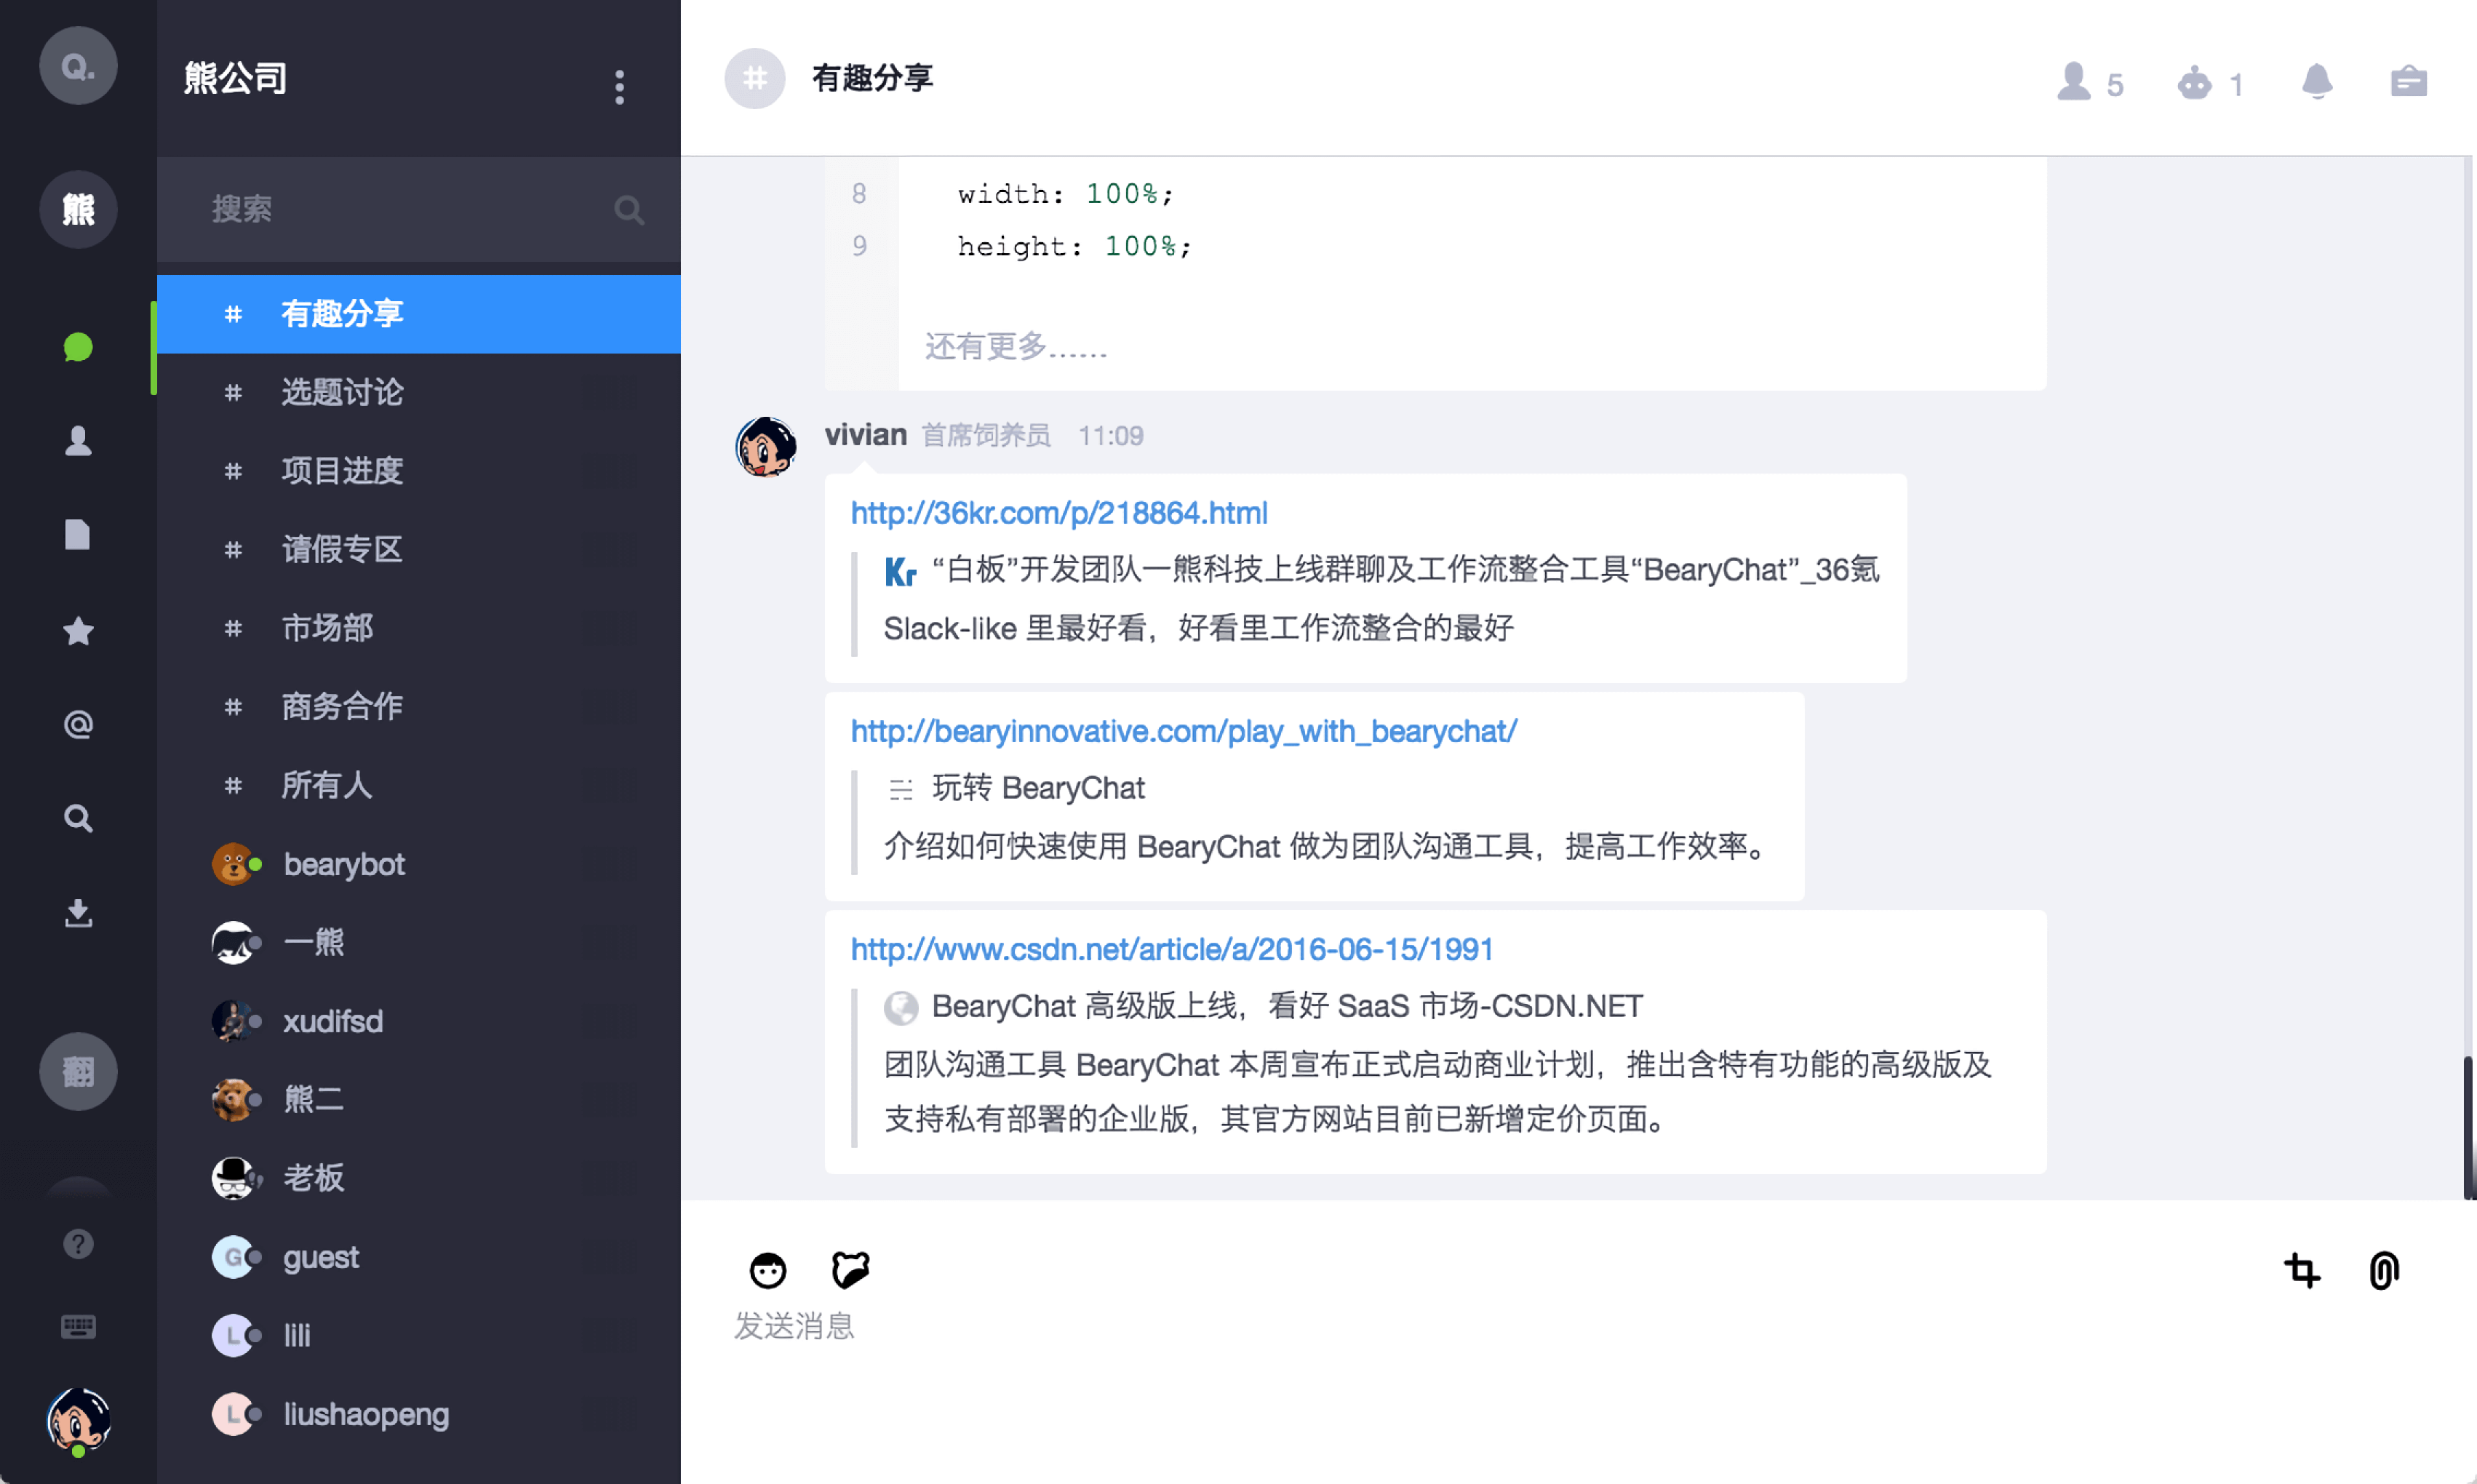 Q.
熊
翻
熊公司
搜索
# 有趣分享
# 选题讨论
# 项目进度
# 请假专区
# 市场部
# 商务合作
# 所有人
bearybot
一熊
xudifsd
熊二
老板
G guest
L lili
L liushaopeng
# 有趣分享
5
1
8 width: 100%;
9 height: 100%;
还有更多......
vivian 首席饲养员 11:09
http://36kr.com/p/218864.html
Kr “白板”开发团队一熊科技上线群聊及工作流整合工具“BearyChat”_36氪
Slack-like 里最好看，好看里工作流整合的最好
http://bearyinnovative.com/play_with_bearychat/
玩转 BearyChat
介绍如何快速使用 BearyChat 做为团队沟通工具，提高工作效率。
http://www.csdn.net/article/a/2016-06-15/1991
BearyChat 高级版上线，看好 SaaS 市场-CSDN.NET
团队沟通工具 BearyChat 本周宣布正式启动商业计划，推出含特有功能的高级版及
支持私有部署的企业版，其官方网站目前已新增定价页面。
发送消息